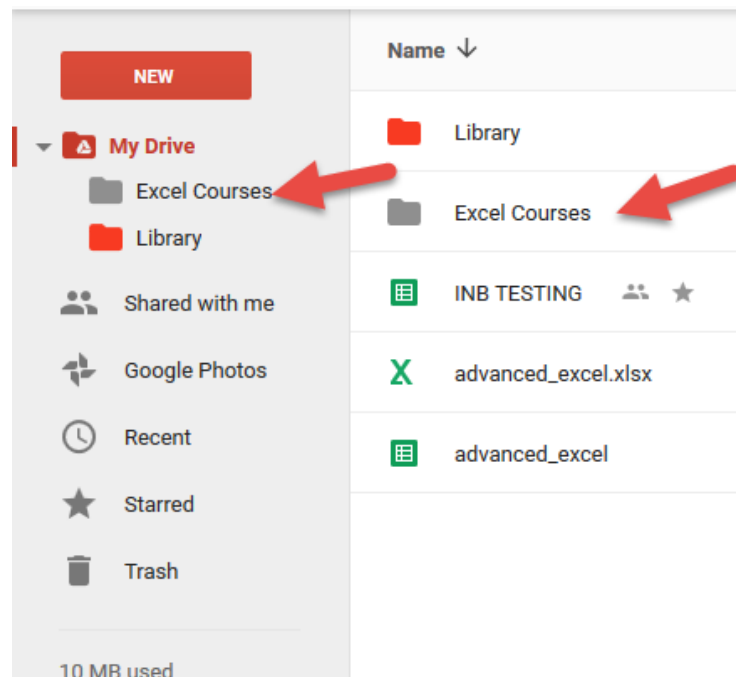 NEW
My Drive
Excel Courses
Library
Shared with me
Google Photos
Recent
Starred
Trash
10 MB used
Name
Library
Excel Courses
INB TESTING
advanced_excel.xlsx
advanced_excel